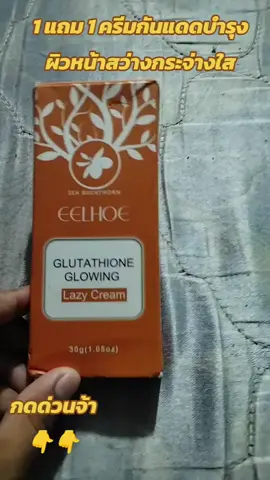 1 แถม 1 ครีมกันแดดบำรุง
ผิวหน้าสว่างกระจ่างใส
SEA BUCKTHORN
EELHOE
GLUTATHIONE
GLOWING
Lazy Cream
30g(1.05oz)
กดด่วนจ้า